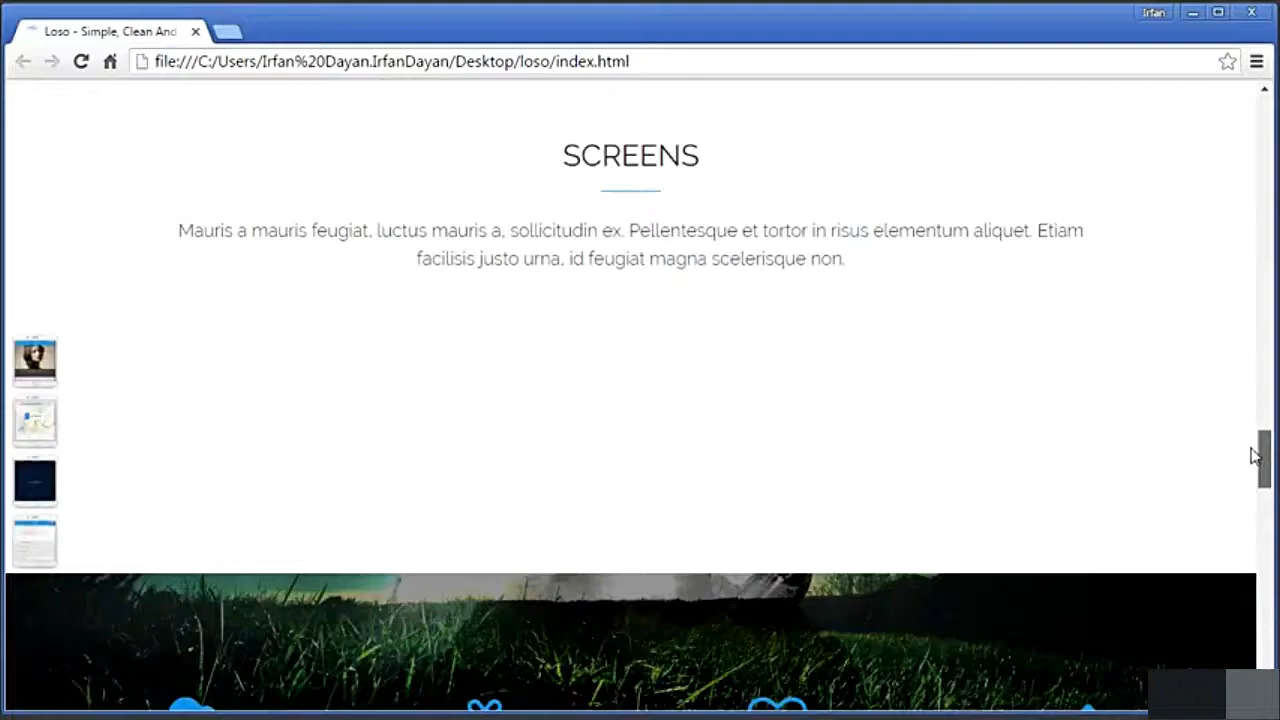 Irfan
Loso - Simple, Clean And
file:///C:/Users/Irfan%20Dayan.IrfanDayan/Desktop/loso/index.html
SCREENS
Mauris a mauris feugiat, luctus mauris a, sollicitudin ex. Pellentesque et tortor in risus elementum aliquet. Etiam
facilisis justo urna, id feugiat magna scelerisque non.